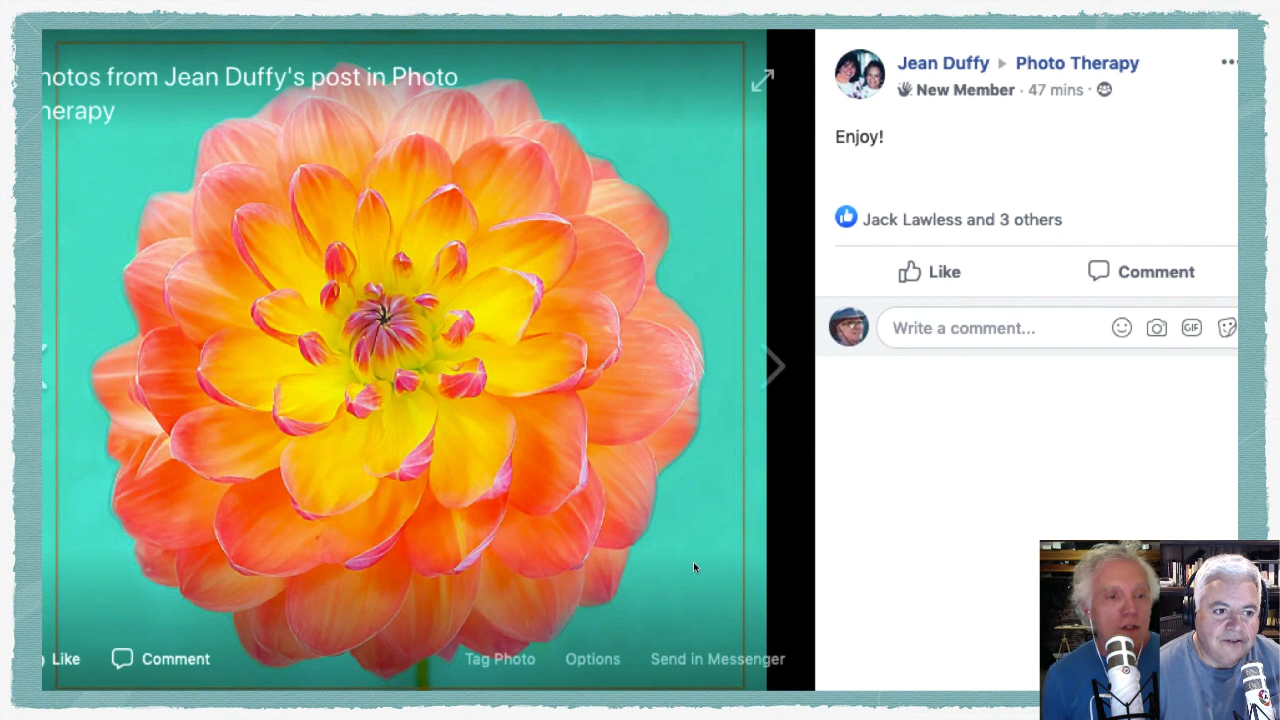 hotos from Jean Duffy's post in Photo
herapy
Like
Comment
Tag Photo
Options
Send in Messenger
Jean Duffy Photo Therapy
New Member · 47 mins ·
Enjoy!
Jack Lawless and 3 others
Like
Comment
Write a comment...
GIF